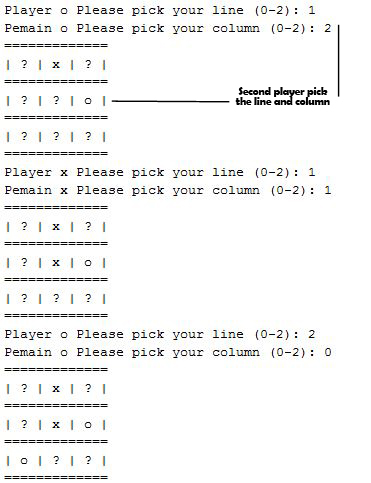 Player o Please pick your line (0-2): 1
Pemain o Please pick your column (0-2): 2
=============
| ? | x | ? |
=============
| ? | ? | o |
=============
| ? | ? | ? |
=============
Second player pick
the line and column
Player x Please pick your line (0-2): 1
Pemain x Please pick your column (0-2): 1
=============
| ? | x | ? |
=============
| ? | x | o |
=============
| ? | ? | ? |
=============
Player o Please pick your line (0-2): 2
Pemain o Please pick your column (0-2): 0
=============
| ? | x | ? |
=============
| ? | x | o |
=============
| o | ? | ? |
=============